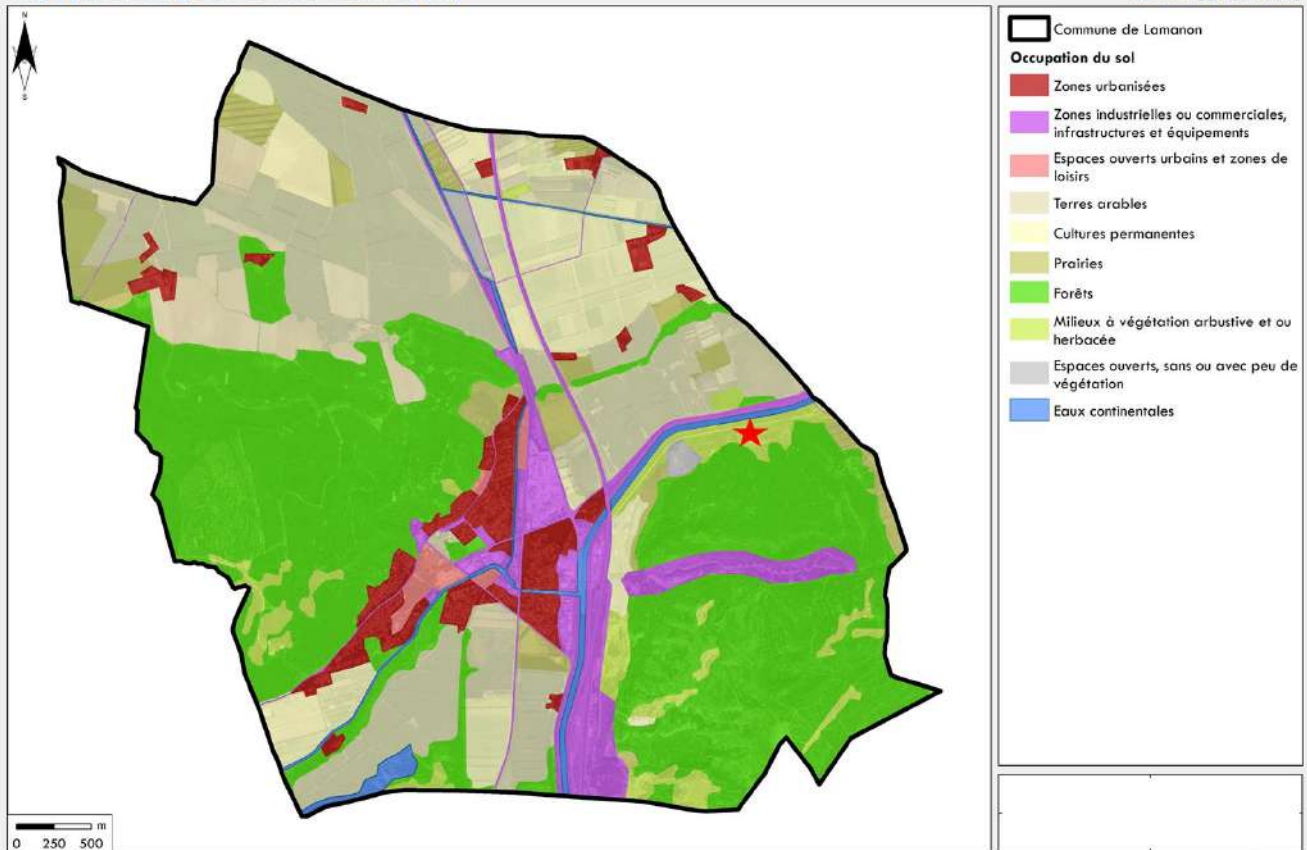 N
S
Commune de Lamanon
Occupation du sol
Zones urbanisées
Zones industrielles ou commerciales,
infrastructures et équipements
Espaces ouverts urbains et zones de
loisirs
Terres arables
Cultures permanentes
Prairies
Forêts
Milieux à végétation arbustive et ou
herbacée
Espaces ouverts, sans ou avec peu de
végétation
Eaux continentales
m
0 250 500